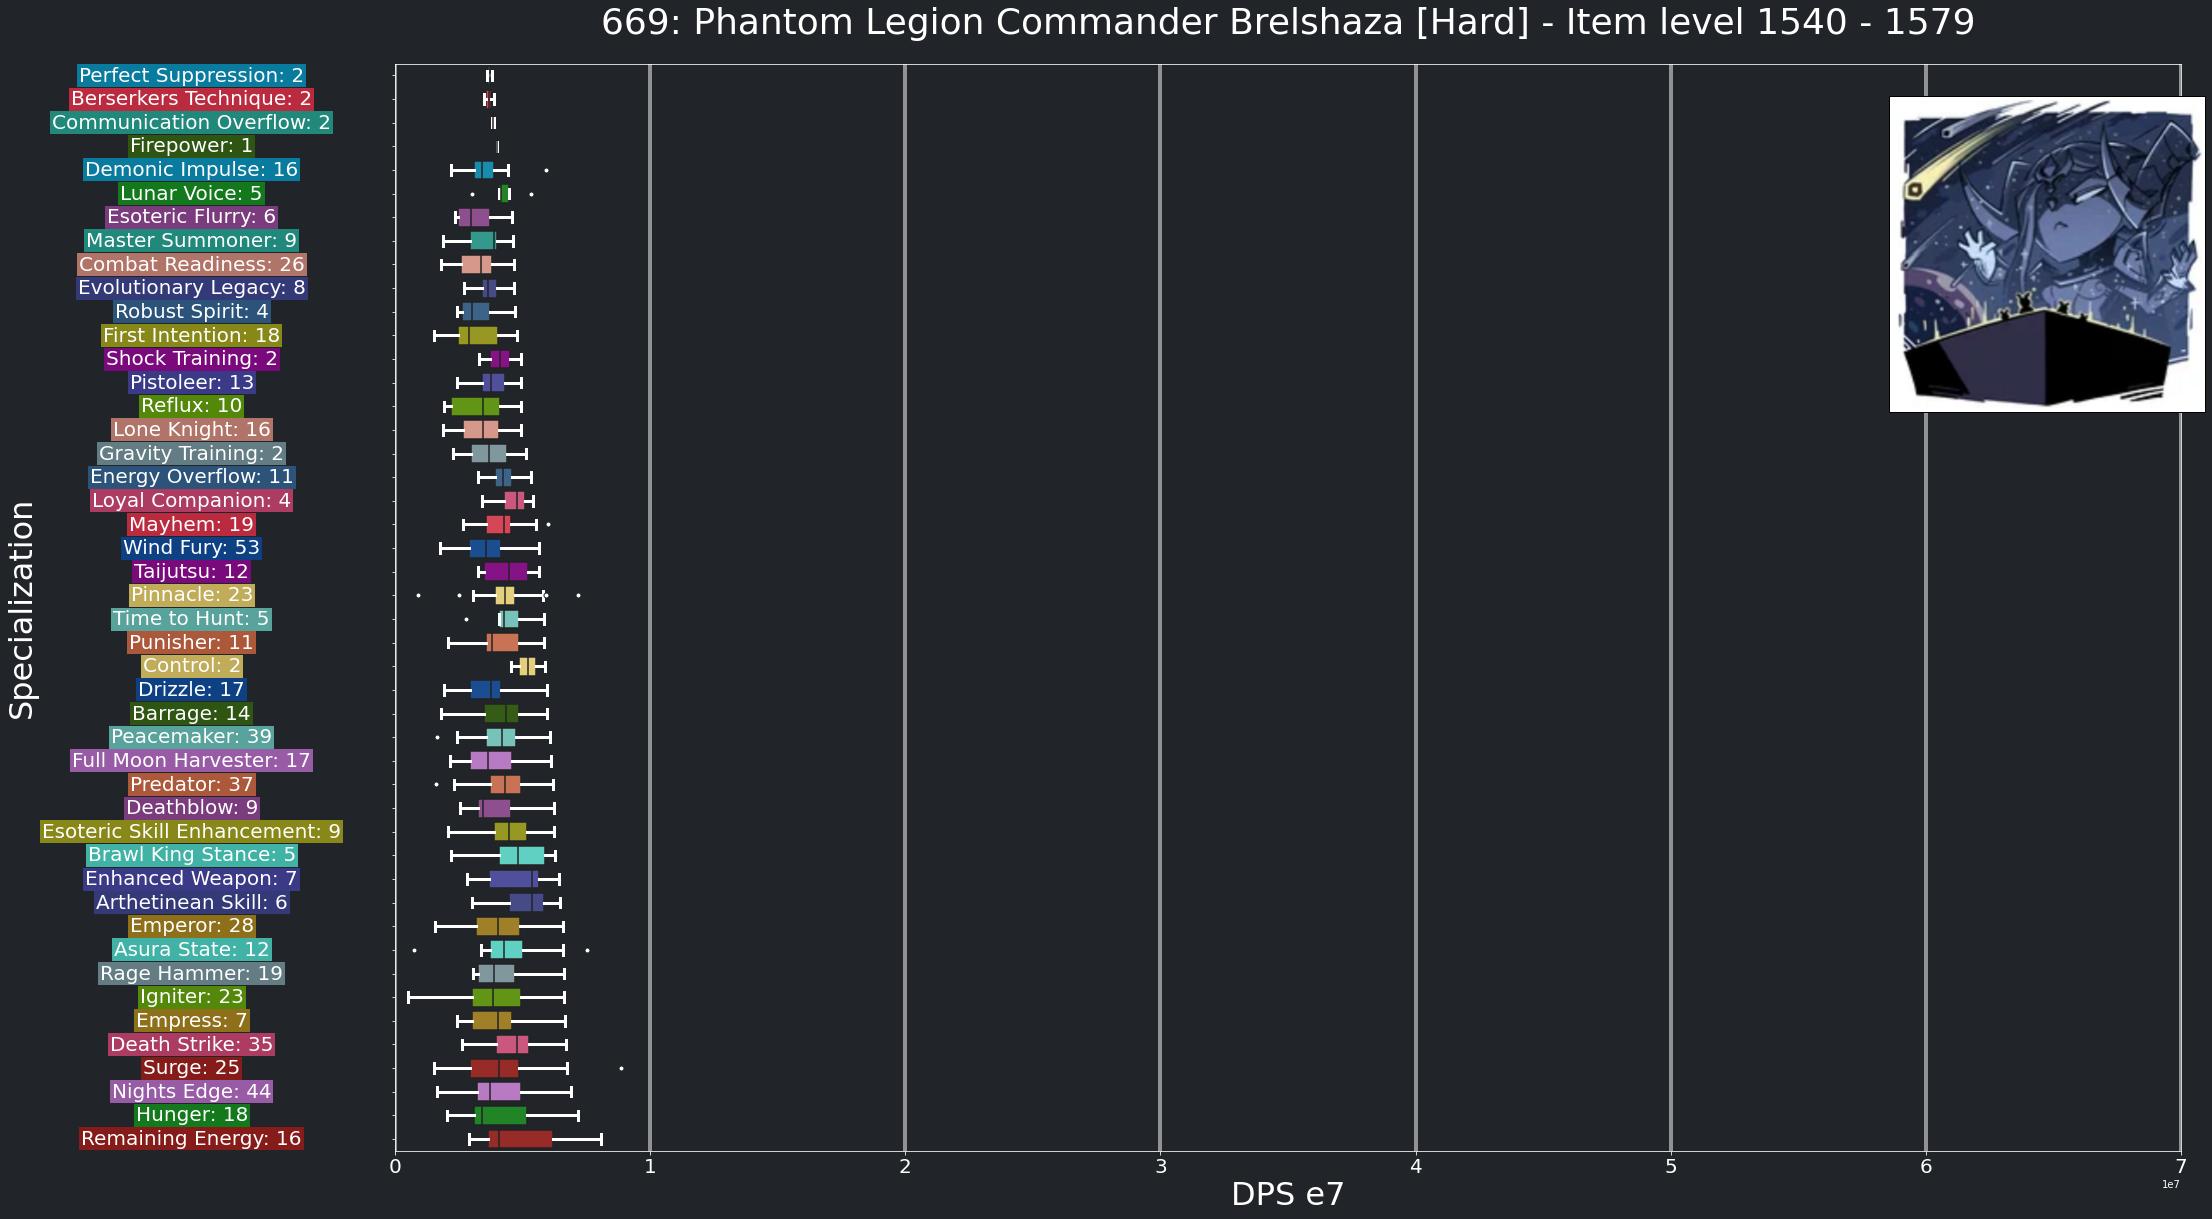 669: Phantom Legion Commander Brelshaza [Hard] - Item level 1540 - 1579
Specialization
Perfect Suppression: 2
Berserkers Technique: 2
Communication Overflow: 2
Firepower: 1
Demonic Impulse: 16
Lunar Voice: 5
Esoteric Flurry: 6
Master Summoner: 9
Combat Readiness: 26
Evolutionary Legacy: 8
Robust Spirit: 4
First Intention: 18
Shock Training: 2
Pistoleer: 13
Reflux: 10
Lone Knight: 16
Gravity Training: 2
Energy Overflow: 11
Loyal Companion: 4
Mayhem: 19
Wind Fury: 53
Taijutsu: 12
Pinnacle: 23
Time to Hunt: 5
Punisher: 11
Control: 2
Drizzle: 17
Barrage: 14
Peacemaker: 39
Full Moon Harvester: 17
Predator: 37
Deathblow: 9
Esoteric Skill Enhancement: 9
Brawl King Stance: 5
Enhanced Weapon: 7
Arthetinean Skill: 6
Emperor: 28
Asura State: 12
Rage Hammer: 19
Igniter: 23
Empress: 7
Death Strike: 35
Surge: 25
Nights Edge: 44
Hunger: 18
Remaining Energy: 16
0 1 2 3 4 5 6 7
1e7
DPS e7